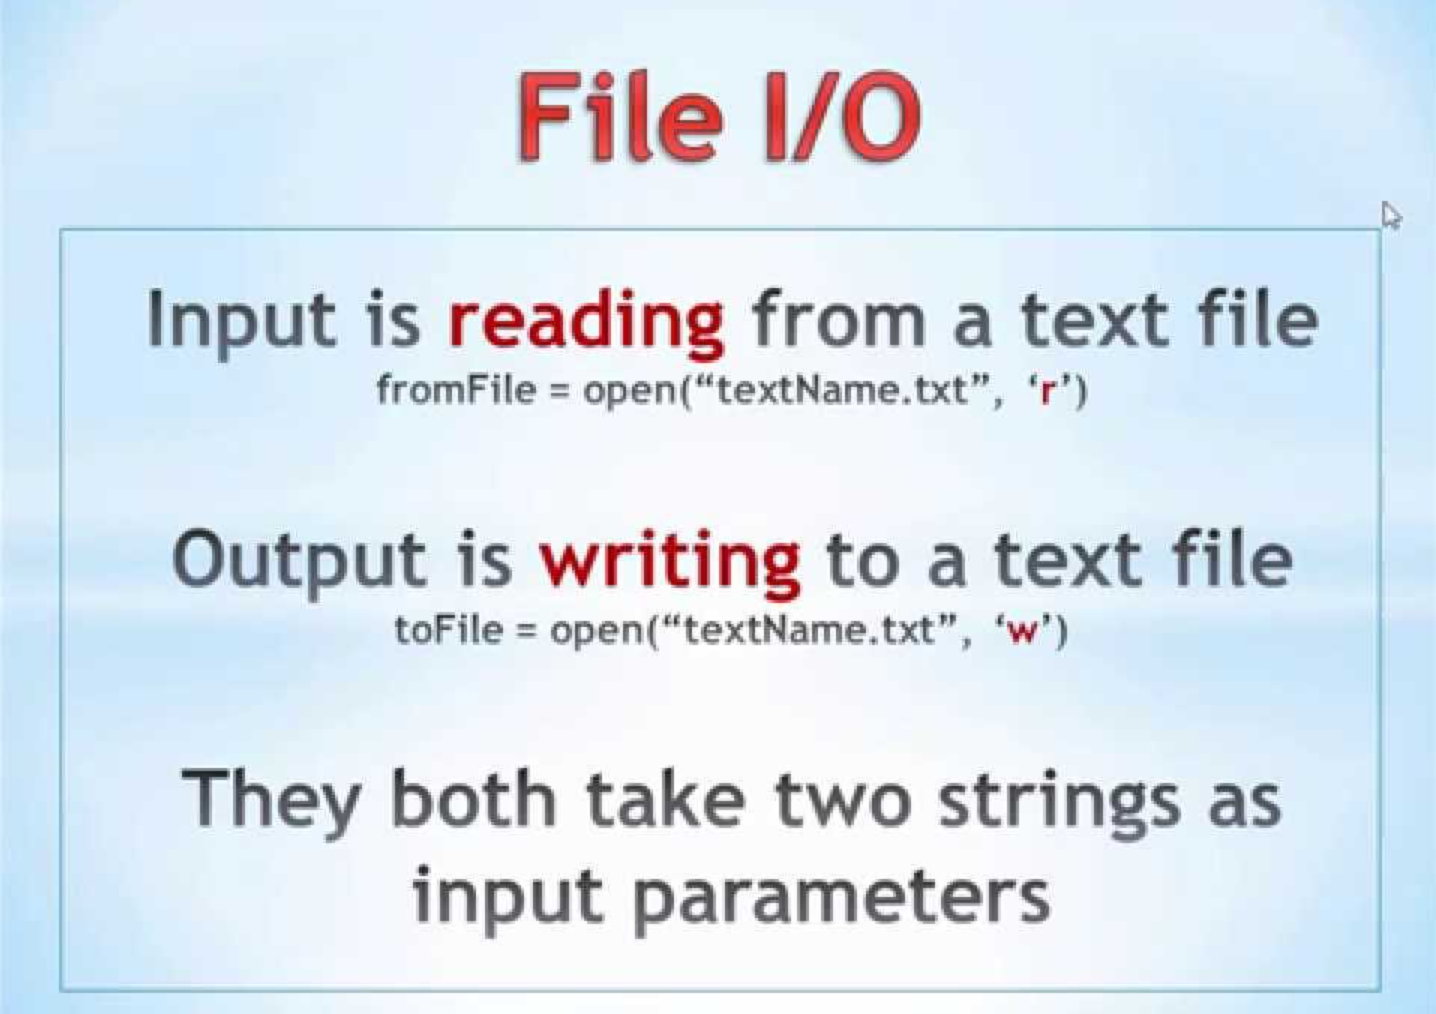 File I/O
Input is reading from a text file
fromFile = open(“textName.txt”, ‘r’)
Output is writing to a text file
toFile = open(“textName.txt”, ‘w’)
They both take two strings as
input parameters